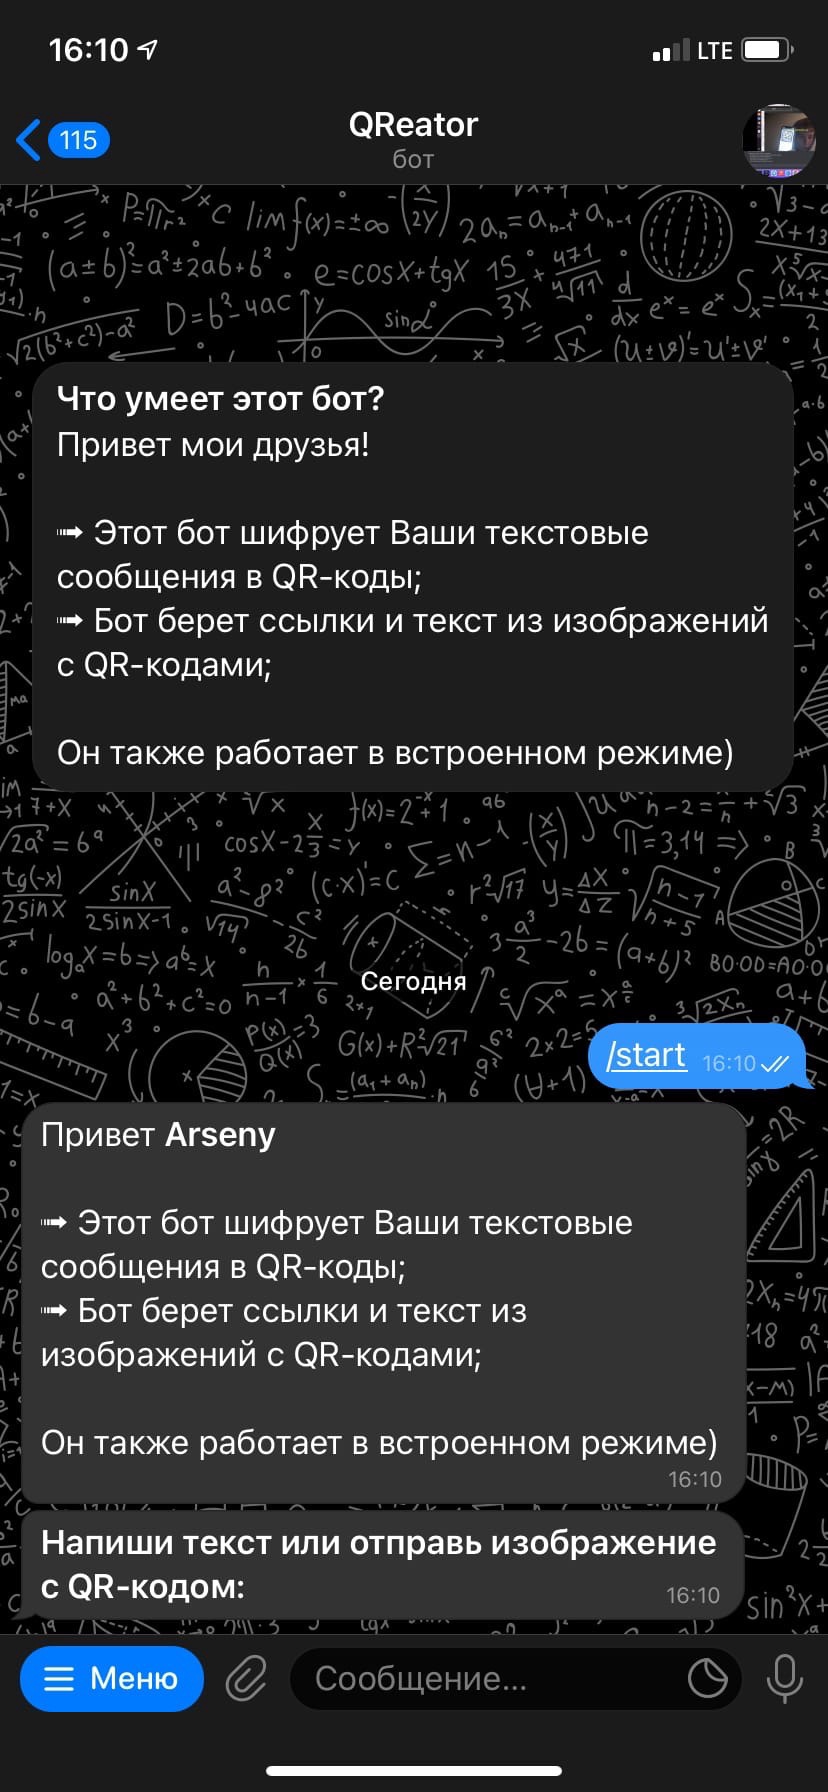 16:10
LTE
115
QReator
бот
Что умеет этот бот?
Привет мои друзья!
➟ Этот бот шифрует Ваши текстовые
сообщения в QR-коды;
➟ Бот берет ссылки и текст из изображений
с QR-кодами;
Он также работает в встроенном режиме)
Сегодня
/start 16:10
Привет Arseny
➟ Этот бот шифрует Ваши текстовые
сообщения в QR-коды;
➟ Бот берет ссылки и текст из
изображений с QR-кодами;
Он также работает в встроенном режиме)
16:10
Напиши текст или отправь изображение
с QR-кодом:
16:10
Меню
Сообщение...